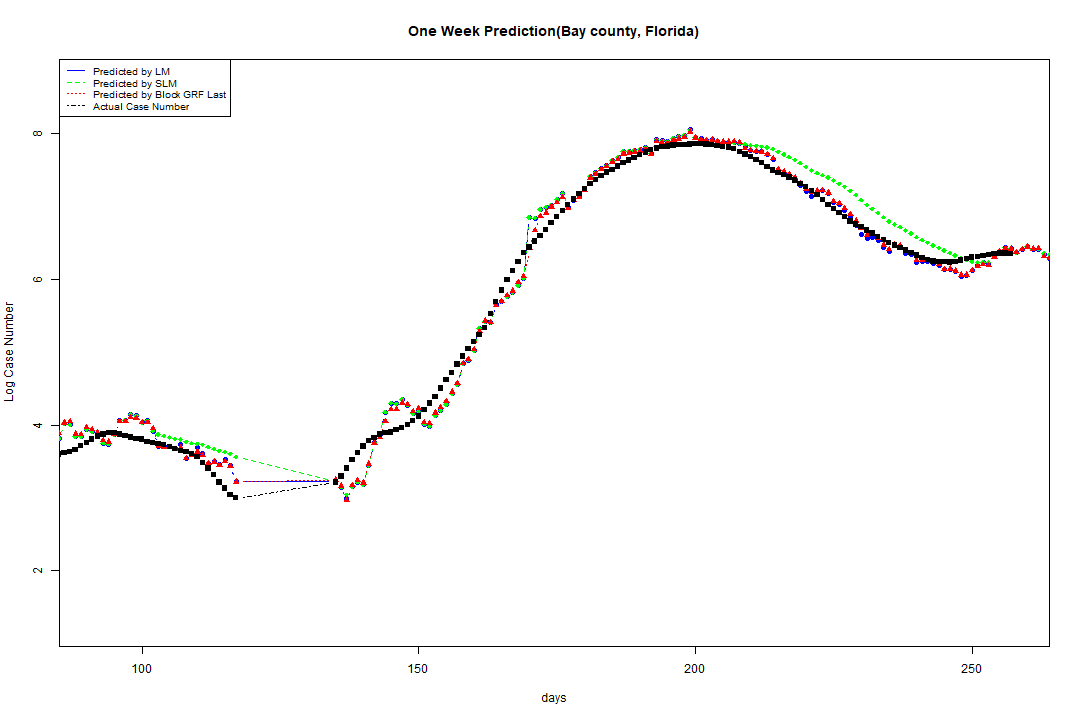 One Week Prediction(Bay county, Florida)
Predicted by LM
Predicted by SLM
Predicted by Block GRF Last
Actual Case Number
8
6
4
2
Log Case Number
100 150 200 250
days